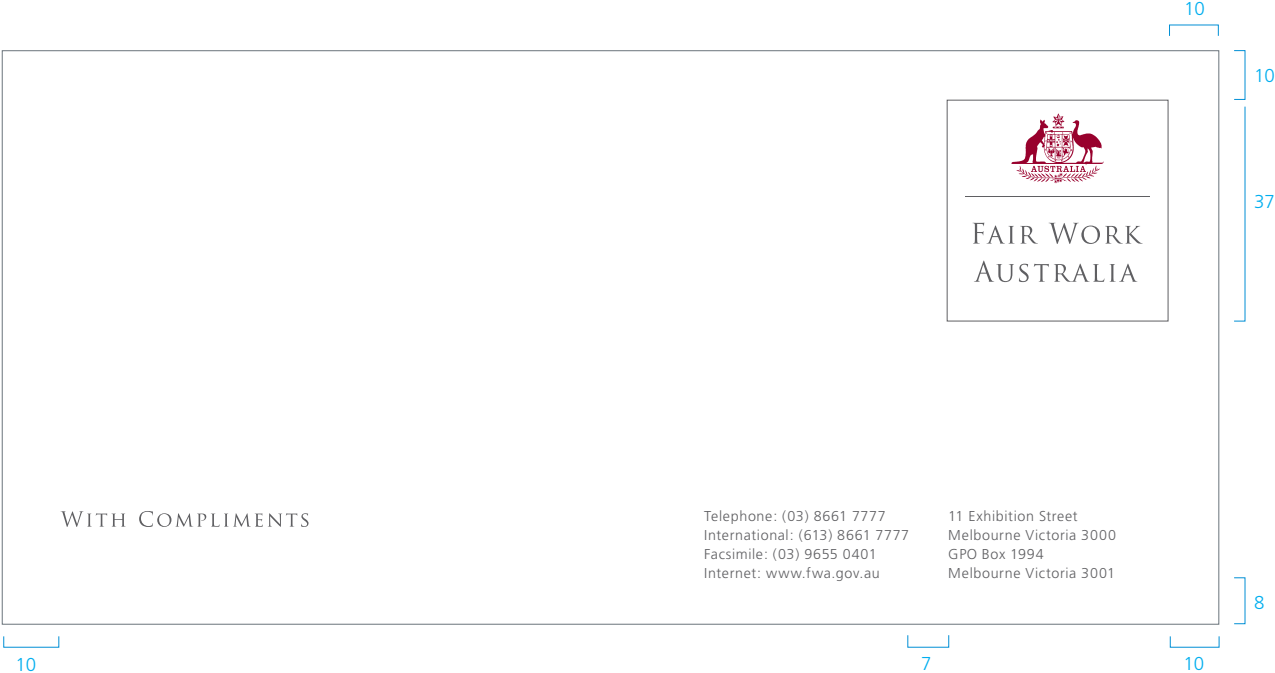 10
10
AUSTRALIA
37
FAIR WORK
AUSTRALIA
WITH COMPLIMENTS
Telephone: (03) 8661 7777
International: (613) 8661 7777
Facsimile: (03) 9655 0401
Internet: www.fwa.gov.au
11 Exhibition Street
Melbourne Victoria 3000
GPO Box 1994
Melbourne Victoria 3001
8
10
7
10